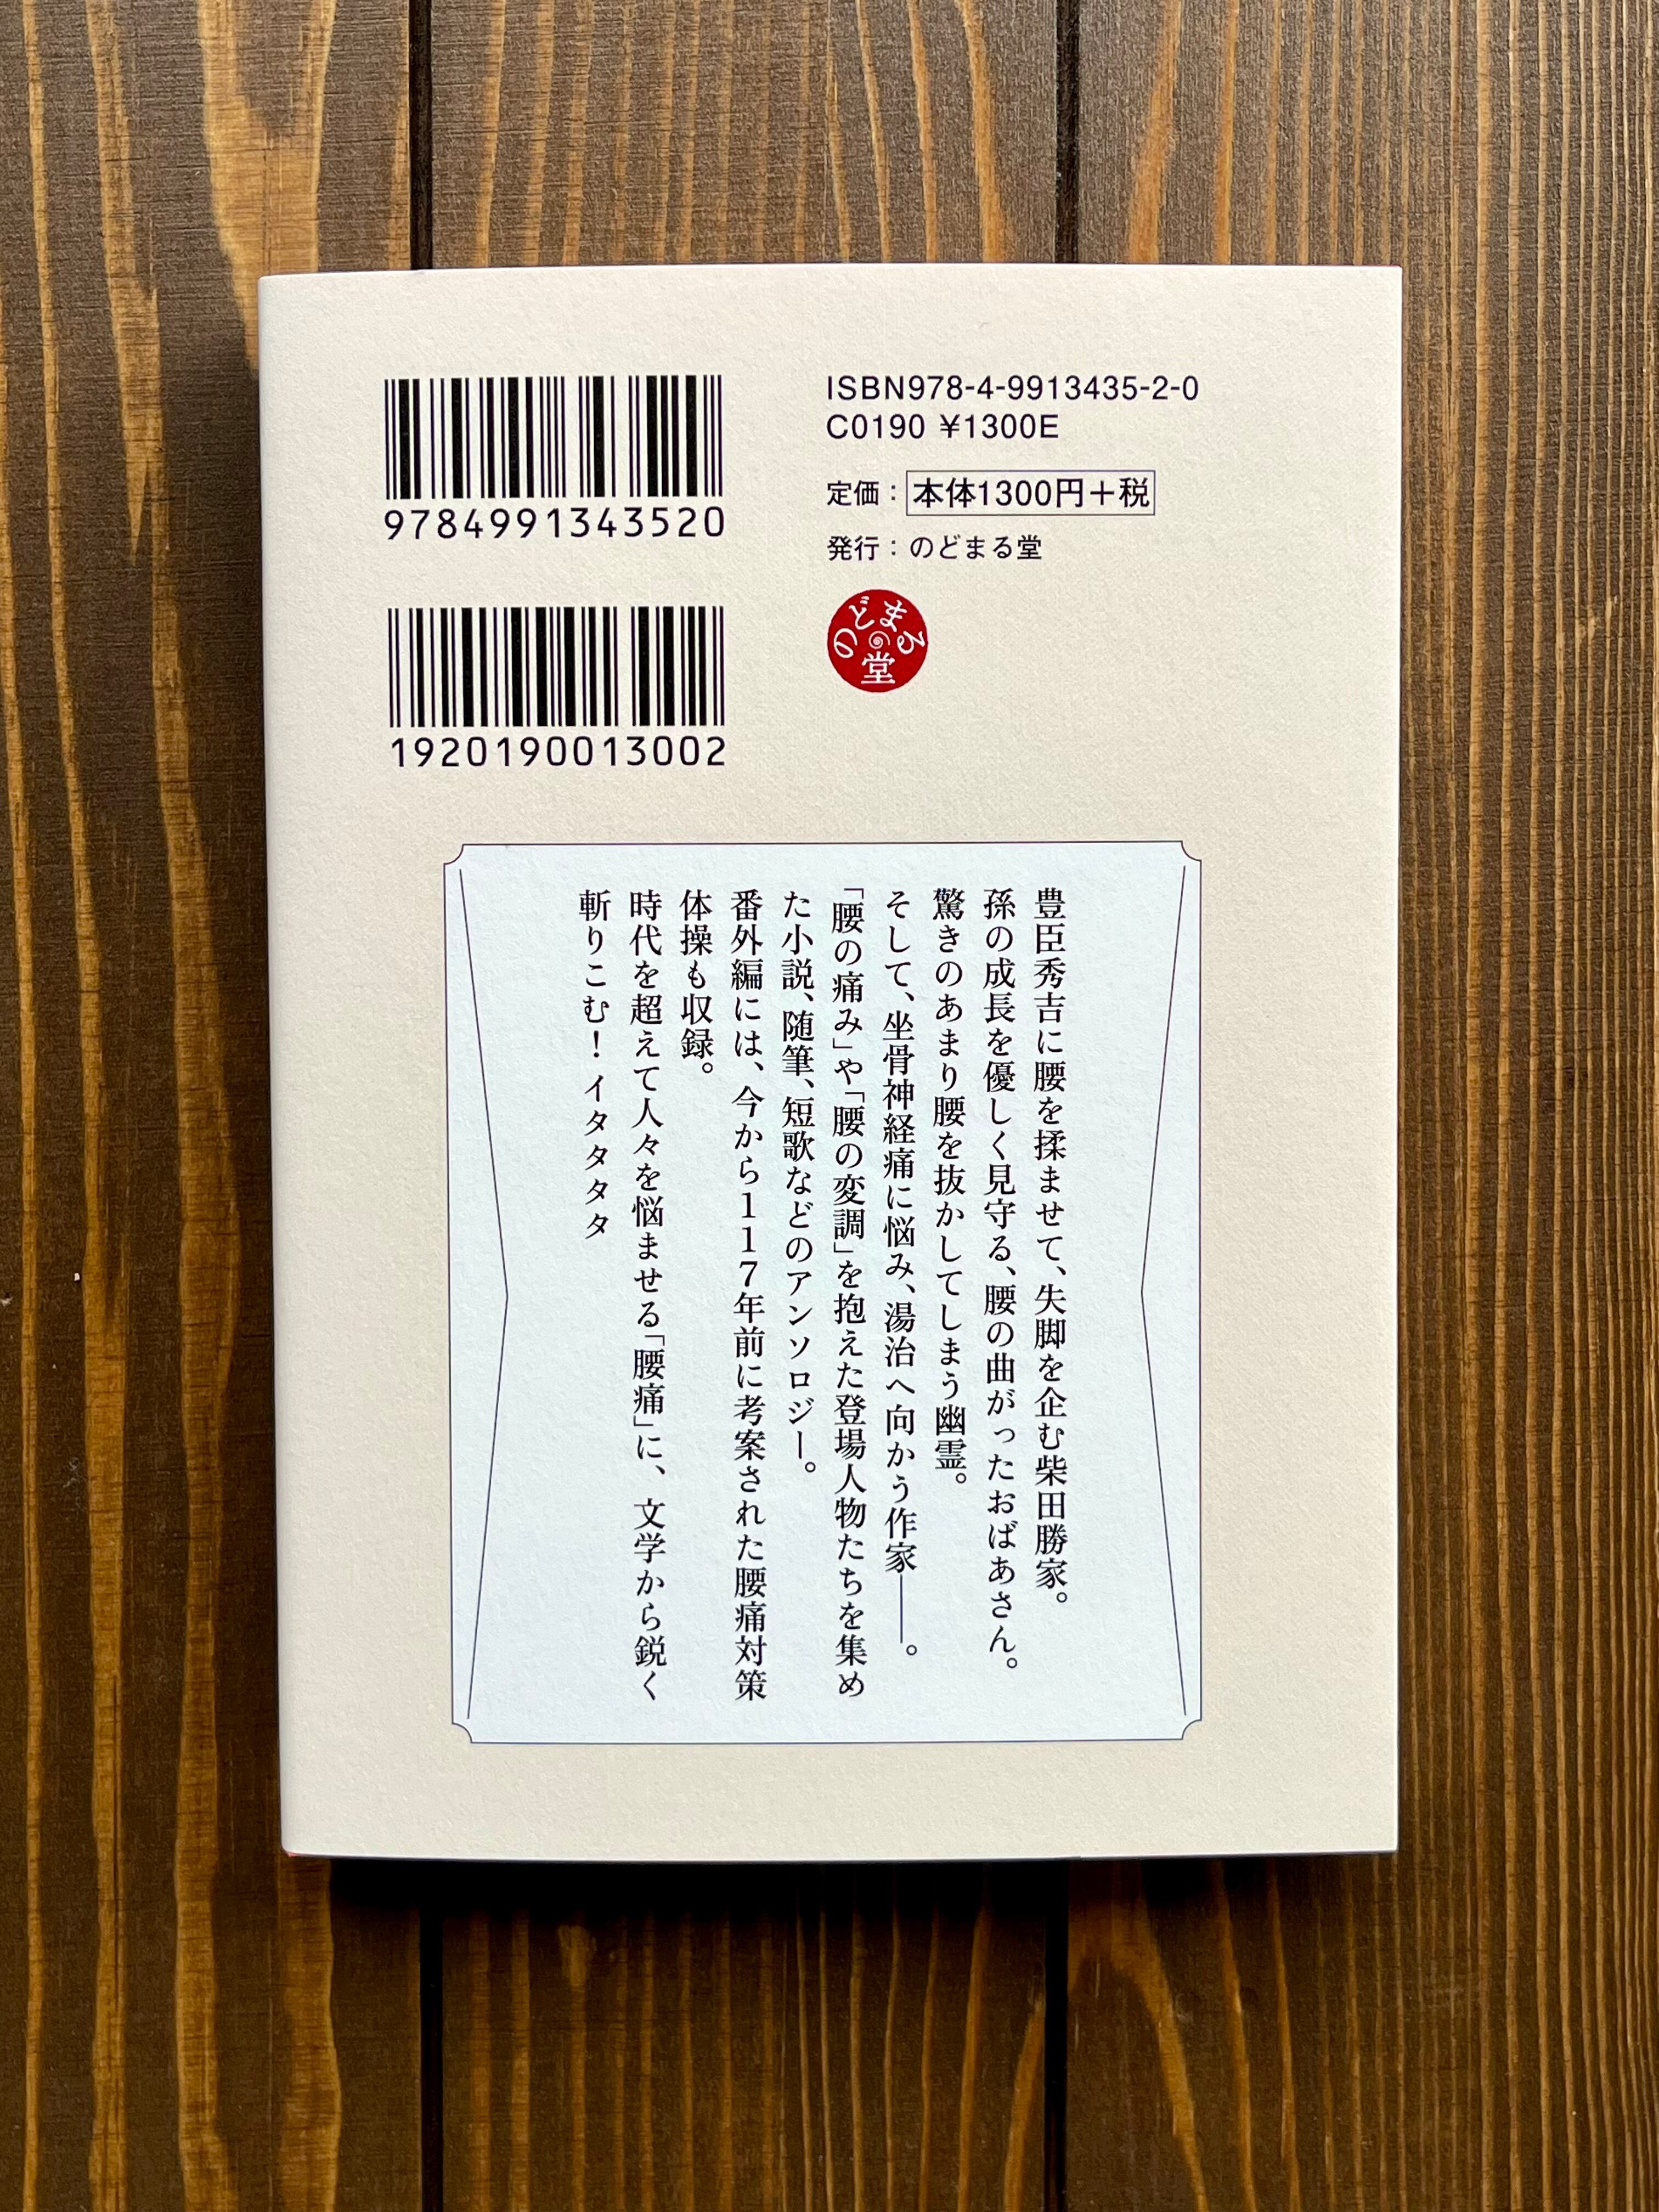 9784991343520
1920190013002
ISBN978-4-9913435-2-0
C0190 ¥1300E
定価：本体1300円＋税
発行：のどまる堂
のどまる
堂
豊臣秀吉に腰を揉ませて、失脚を企む柴田勝家。
孫の成長を優しく見守る、腰の曲がったおばあさん。
驚きのあまり腰を抜かしてしまう幽霊。
そして、坐骨神経痛に悩み、湯治へ向かう作家――。
「腰の痛み」や「腰の変調」を抱えた登場人物たちを集め
た小説、随筆、短歌などのアンソロジー。
番外編には、今から117年前に考案された腰痛対策
体操も収録。
時代を超えて人々を悩ませる「腰痛」に、文学から鋭く
斬りこむ！イタタタタ